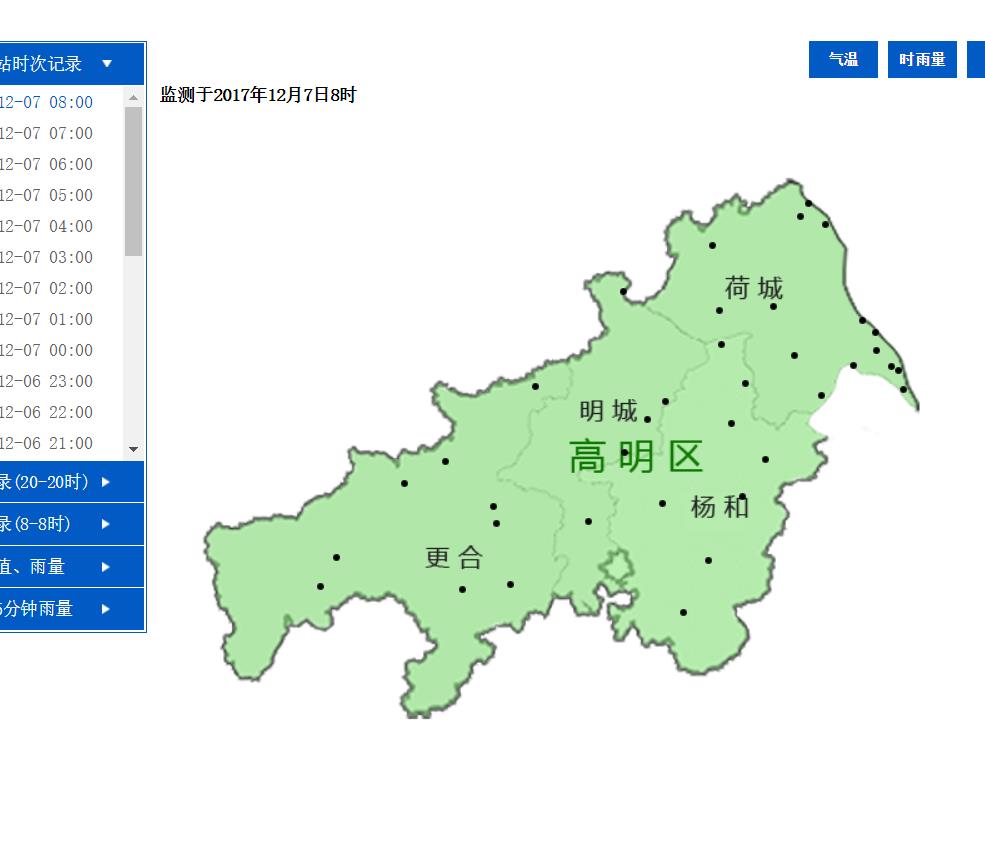 气温
时雨量
站时次记录
监测于2017年12月7日8时
12-07 08:00
12-07 07:00
12-07 06:00
12-07 05:00
12-07 04:00
12-07 03:00
12-07 02:00
12-07 01:00
12-07 00:00
12-06 23:00
12-06 22:00
12-06 21:00
录(20-20时)
录(8-8时)
值、雨量
5分钟雨量
荷城
明城
高明区
杨和
更合